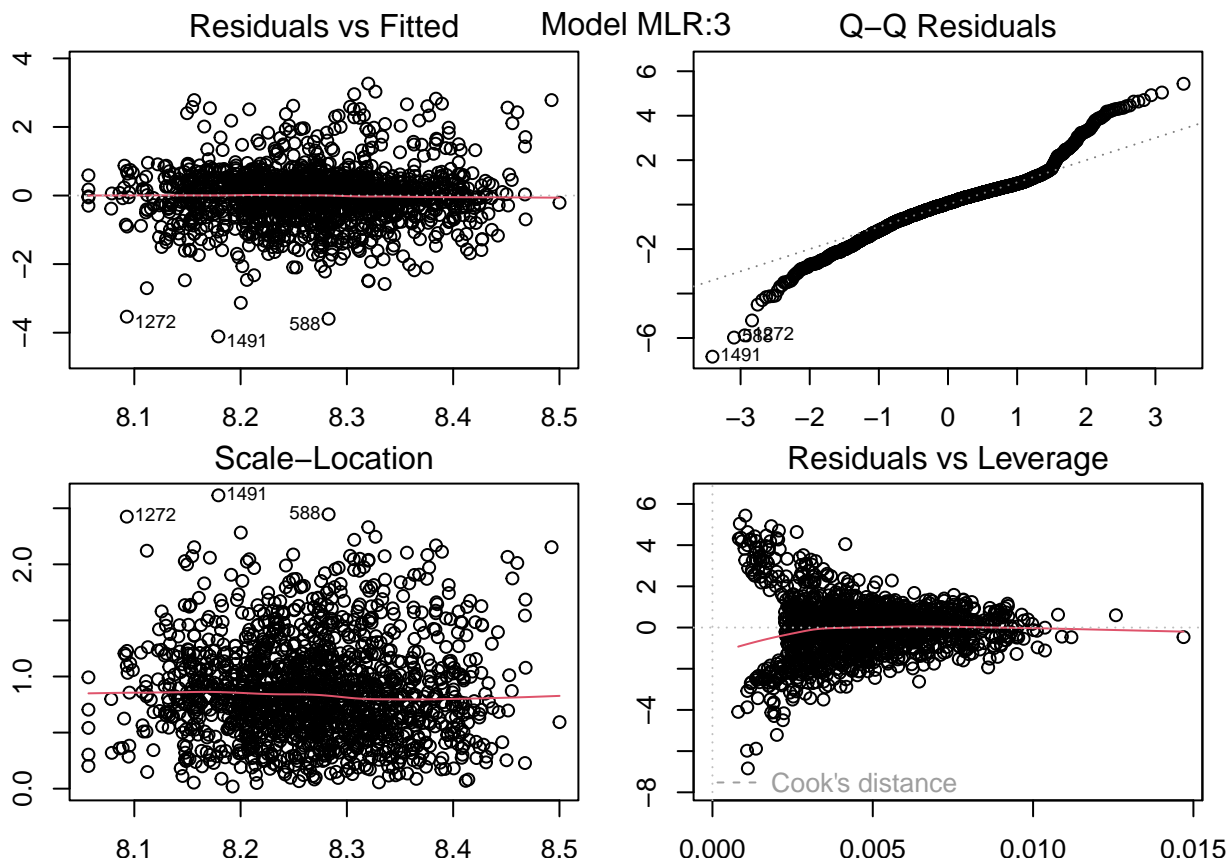 Model MLR:3
Residuals vs Fitted
4
2
0
−2
−4
1272
1491
588
8.1 8.2 8.3 8.4 8.5
Q−Q Residuals
6
4
2
−2
−6
1491
588
1272
−3 −2 −1 0 1 2 3
Scale−Location
2.0
1.0
0.0
1272
1491
588
8.1 8.2 8.3 8.4 8.5
Residuals vs Leverage
6
4
2
0
−4
−8
Cook's distance
0.000 0.005 0.010 0.015